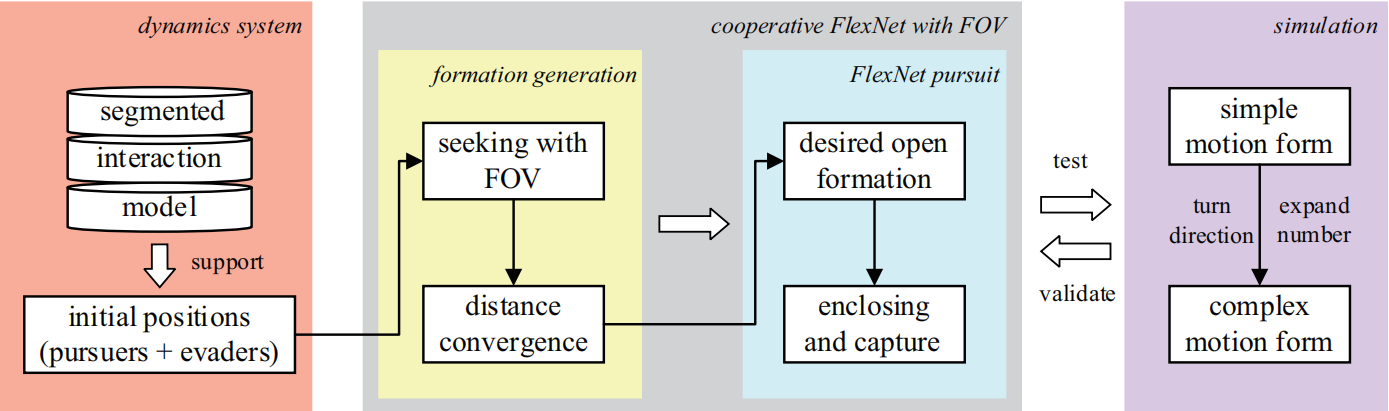 dynamics system
segmented
interaction
model
support
initial positions
(pursuers + evaders)
cooperative FlexNet with FOV
formation generation
seeking with
FOV
distance
convergence
FlexNet pursuit
desired open
formation
enclosing
and capture
test
validate
simulation
simple
motion form
turn
direction
expand
number
complex
motion form